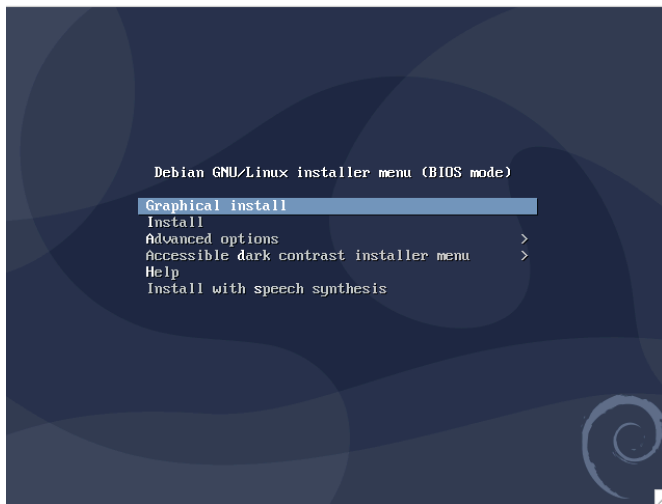 Debian GNU/Linux installer menu (BIOS mode)
Graphical install
Install
Advanced options >
Accessible dark contrast installer menu >
Help
Install with speech synthesis